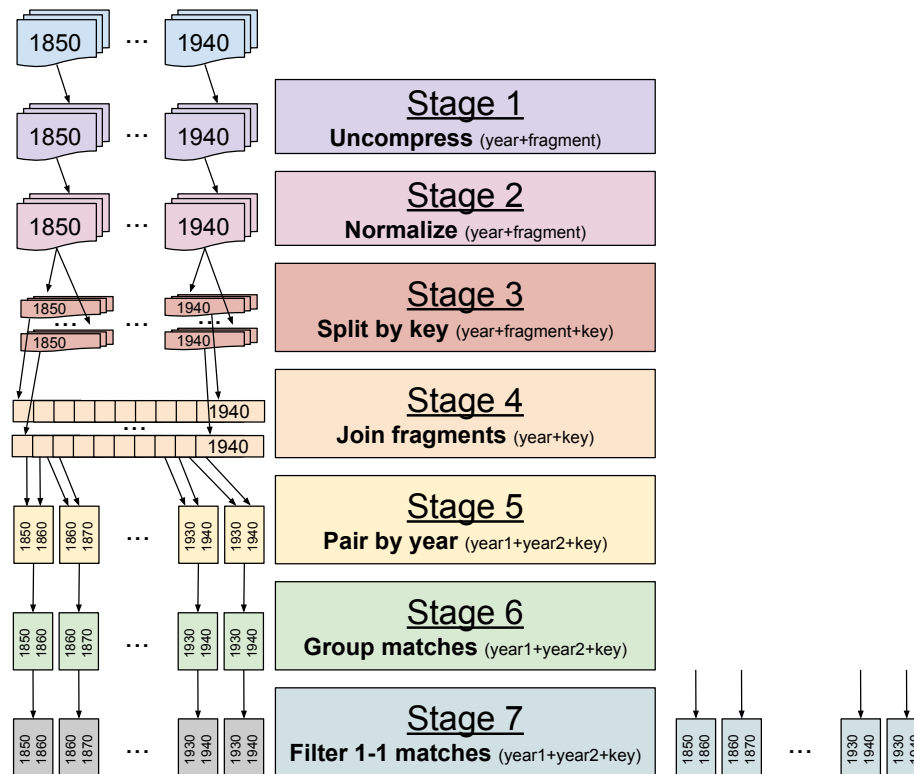 1850 ... 1940
Stage 1
1850 ... 1940
Uncompress (year+fragment)
Stage 2
1850 ... 1940
Normalize (year+fragment)
Stage 3
1850 1940
... ... ...
Split by key (year+fragment+key)
1850 1940
Stage 4
1940
...
Join fragments (year+key)
1940
Stage 5
1850 1860 1860 1870 ... 1930 1940 1930 1940
Pair by year (year1+year2+key)
Stage 6
1850 1860 1860 1870 ... 1930 1940 1930 1940
Group matches (year1+year2+key)
Stage 7
1850 1860 1860 1870 ... 1930 1940 1930 1940
Filter 1-1 matches (year1+year2+key)
1850 1860 1860 1870 ... 1930 1940 1930 1940